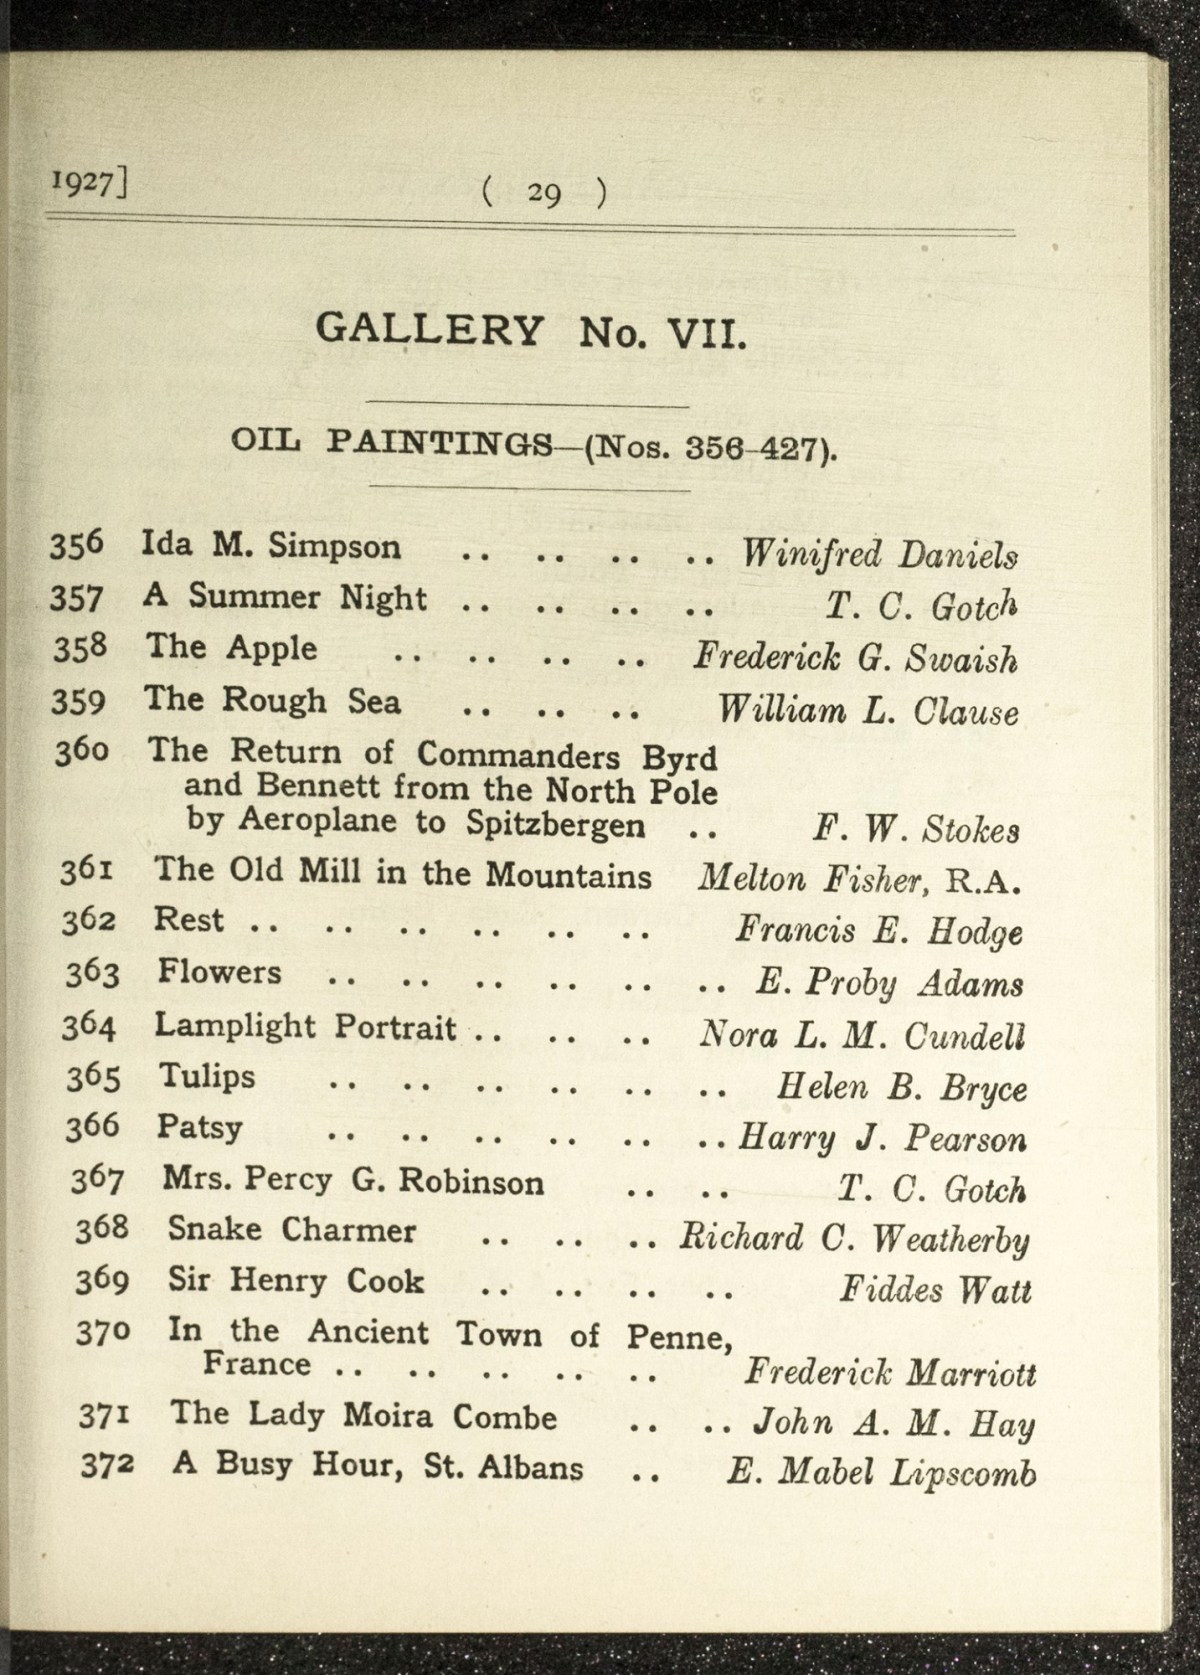 1927]
( 29 )
GALLERY No. VII.
OIL PAINTINGS—(Nos. 356-427).
356 Ida M. Simpson .. .. .. .. Winifred Daniels
357 A Summer Night .. .. .. .. T. C. Gotch
358 The Apple .. .. .. .. Frederick G. Swaish
359 The Rough Sea .. .. .. William L. Clause
360 The Return of Commanders Byrd
and Bennett from the North Pole
by Aeroplane to Spitzbergen .. F. W. Stokes
361 The Old Mill in the Mountains Melton Fisher, R.A.
362 Rest .. .. .. .. .. .. Francis E. Hodge
363 Flowers .. .. .. .. .. .. E. Proby Adams
364 Lamplight Portrait .. .. .. Nora L. M. Cundell
365 Tulips .. .. .. .. .. .. Helen B. Bryce
366 Patsy .. .. .. .. .. .. Harry J. Pearson
367 Mrs. Percy G. Robinson .. .. T. C. Gotch
368 Snake Charmer .. .. .. Richard C. Weatherby
369 Sir Henry Cook .. .. .. .. Fiddes Watt
370 In the Ancient Town of Penne,
France .. .. .. .. .. Frederick Marriott
371 The Lady Moira Combe .. .. John A. M. Hay
372 A Busy Hour, St. Albans .. E. Mabel Lipscomb